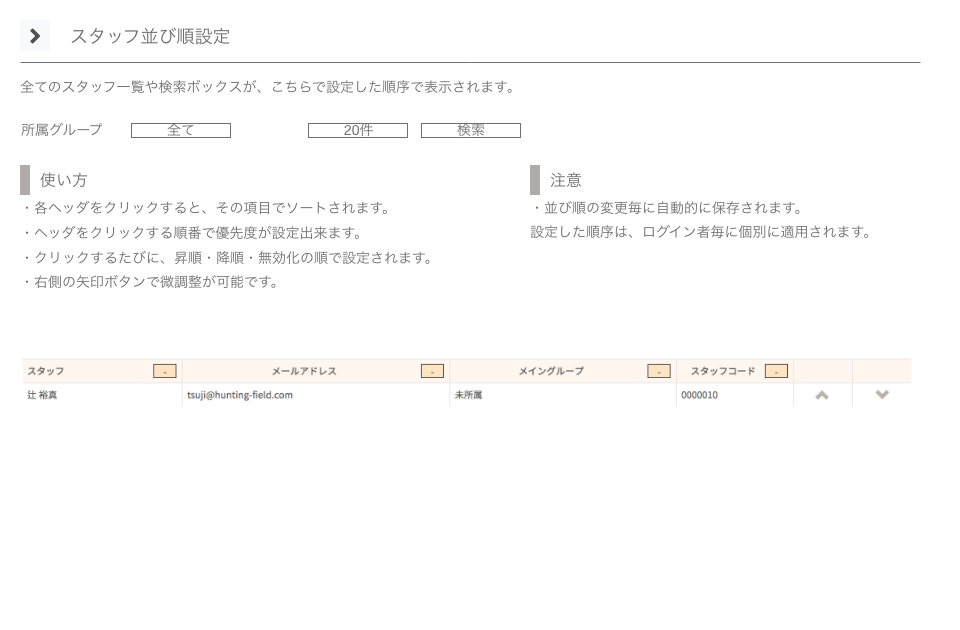 スタッフ並び順設定
全てのスタッフ一覧や検索ボックスが、こちらで設定した順序で表示されます。
所属グループ 全て 20件 検索
使い方
・各ヘッダをクリックすると、その項目でソートされます。
・ヘッダをクリックする順番で優先度が設定出来ます。
・クリックするたびに、昇順・降順・無効化の順で設定されます。
・右側の矢印ボタンで微調整が可能です。
注意
・並び順の変更毎に自動的に保存されます。
設定した順序は、ログイン者毎に個別に適用されます。
スタッフ - メールアドレス - メイングループ - スタッフコード -
辻 裕真 tsuji@hunting-field.com 未所属 0000010